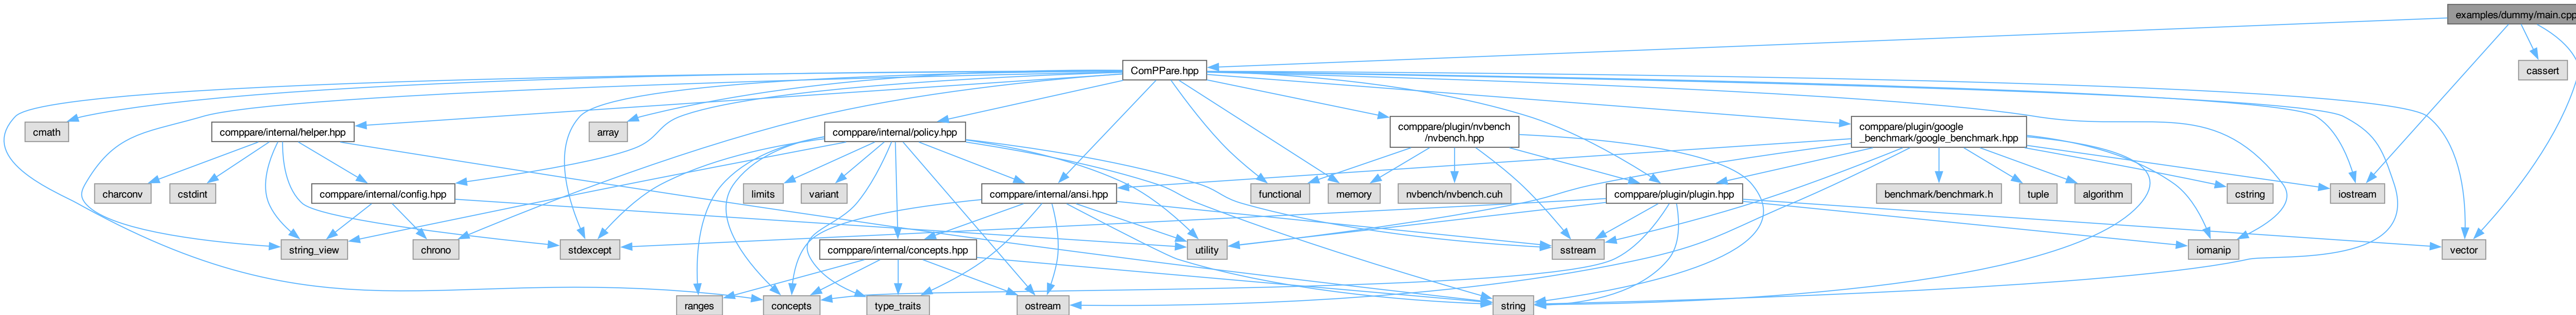 examples/dummy/main.cpp
ComPPare.hpp
cassert
cmath
comppare/internal/helper.hpp
array
comppare/internal/policy.hpp
comppare/plugin/nvbench
/nvbench.hpp
comppare/plugin/google
_benchmark/google_benchmark.hpp
charconv
cstdint
comppare/internal/config.hpp
limits
variant
comppare/internal/ansi.hpp
functional
memory
nvbench/nvbench.cuh
comppare/plugin/plugin.hpp
benchmark/benchmark.h
tuple
algorithm
cstring
iostream
string_view
chrono
stdexcept
comppare/internal/concepts.hpp
utility
sstream
iomanip
vector
ranges
concepts
type_traits
ostream
string